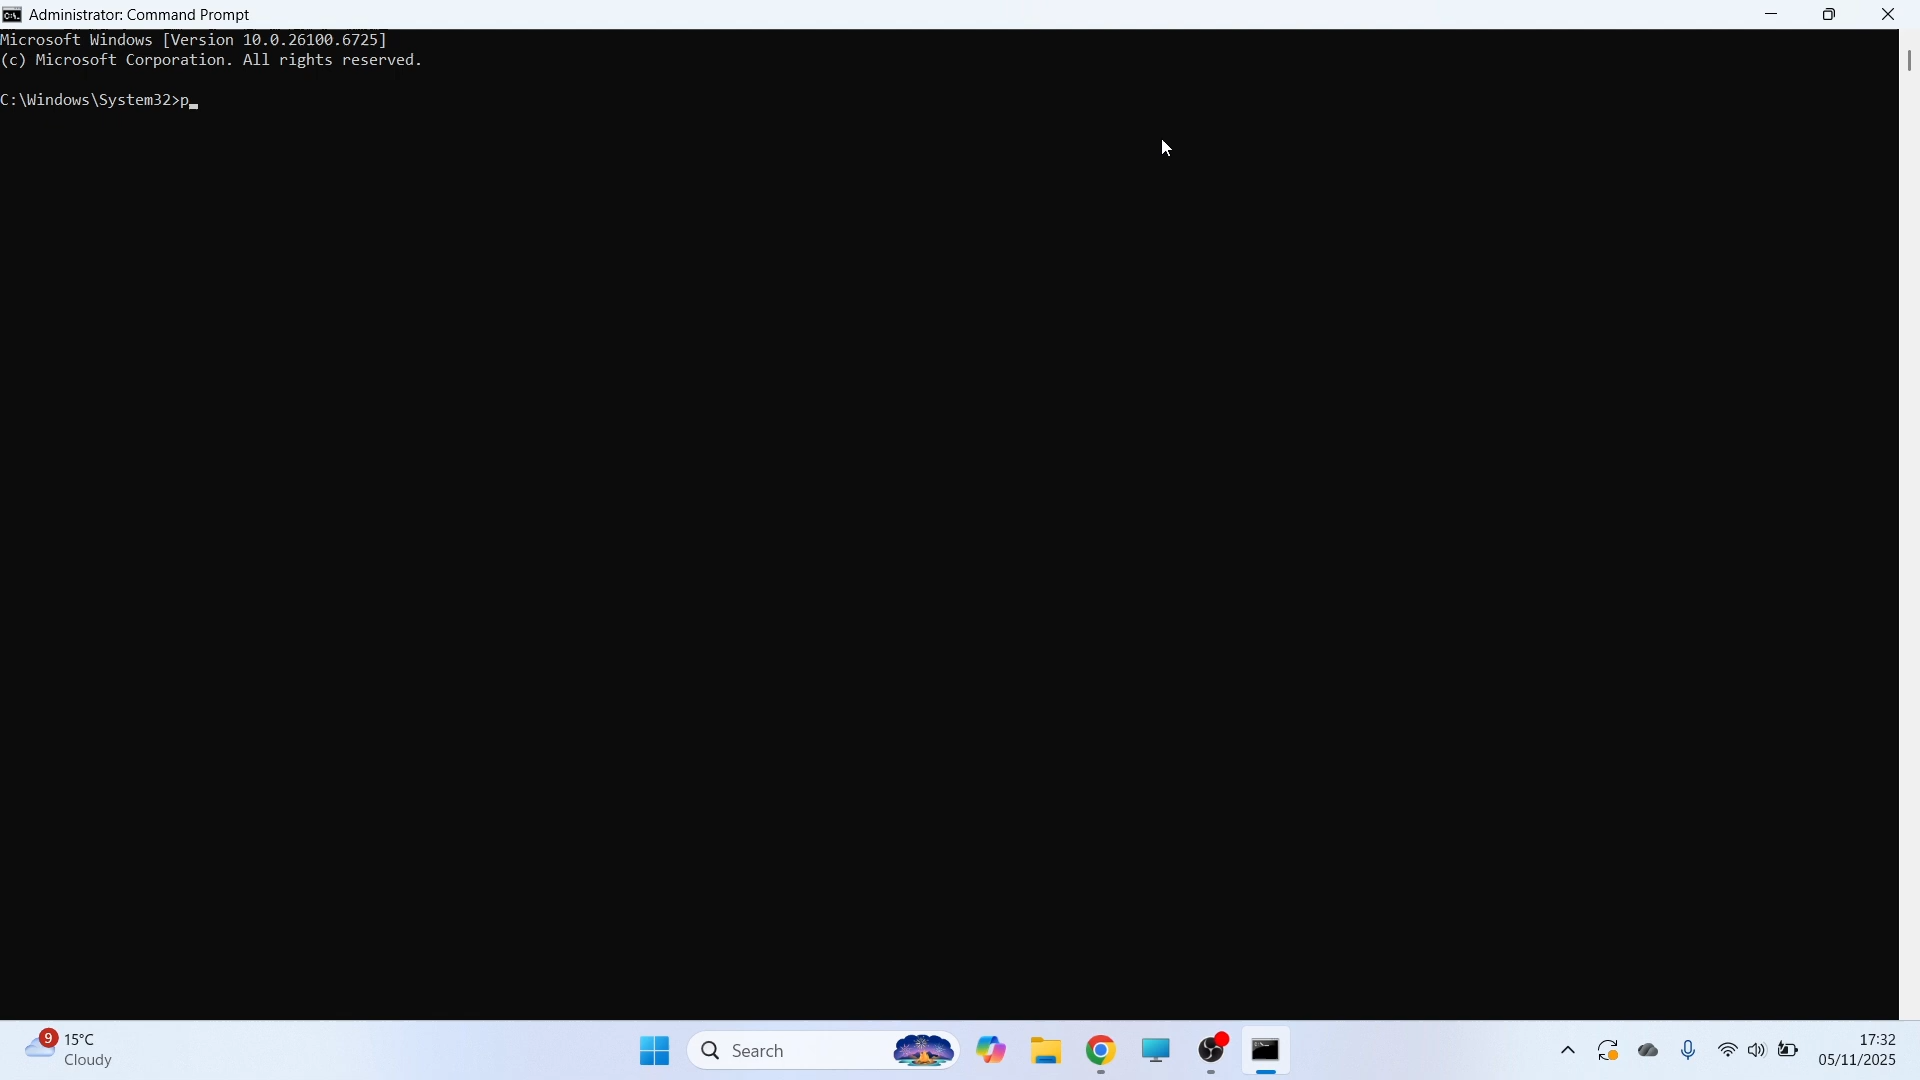 Administrator: Command Prompt
Microsoft Windows [Version 10.0.26100.6725]
(c) Microsoft Corporation. All rights reserved.
C:\Windows\System32>p
9
15°C
Cloudy
Search
17:32
05/11/2025